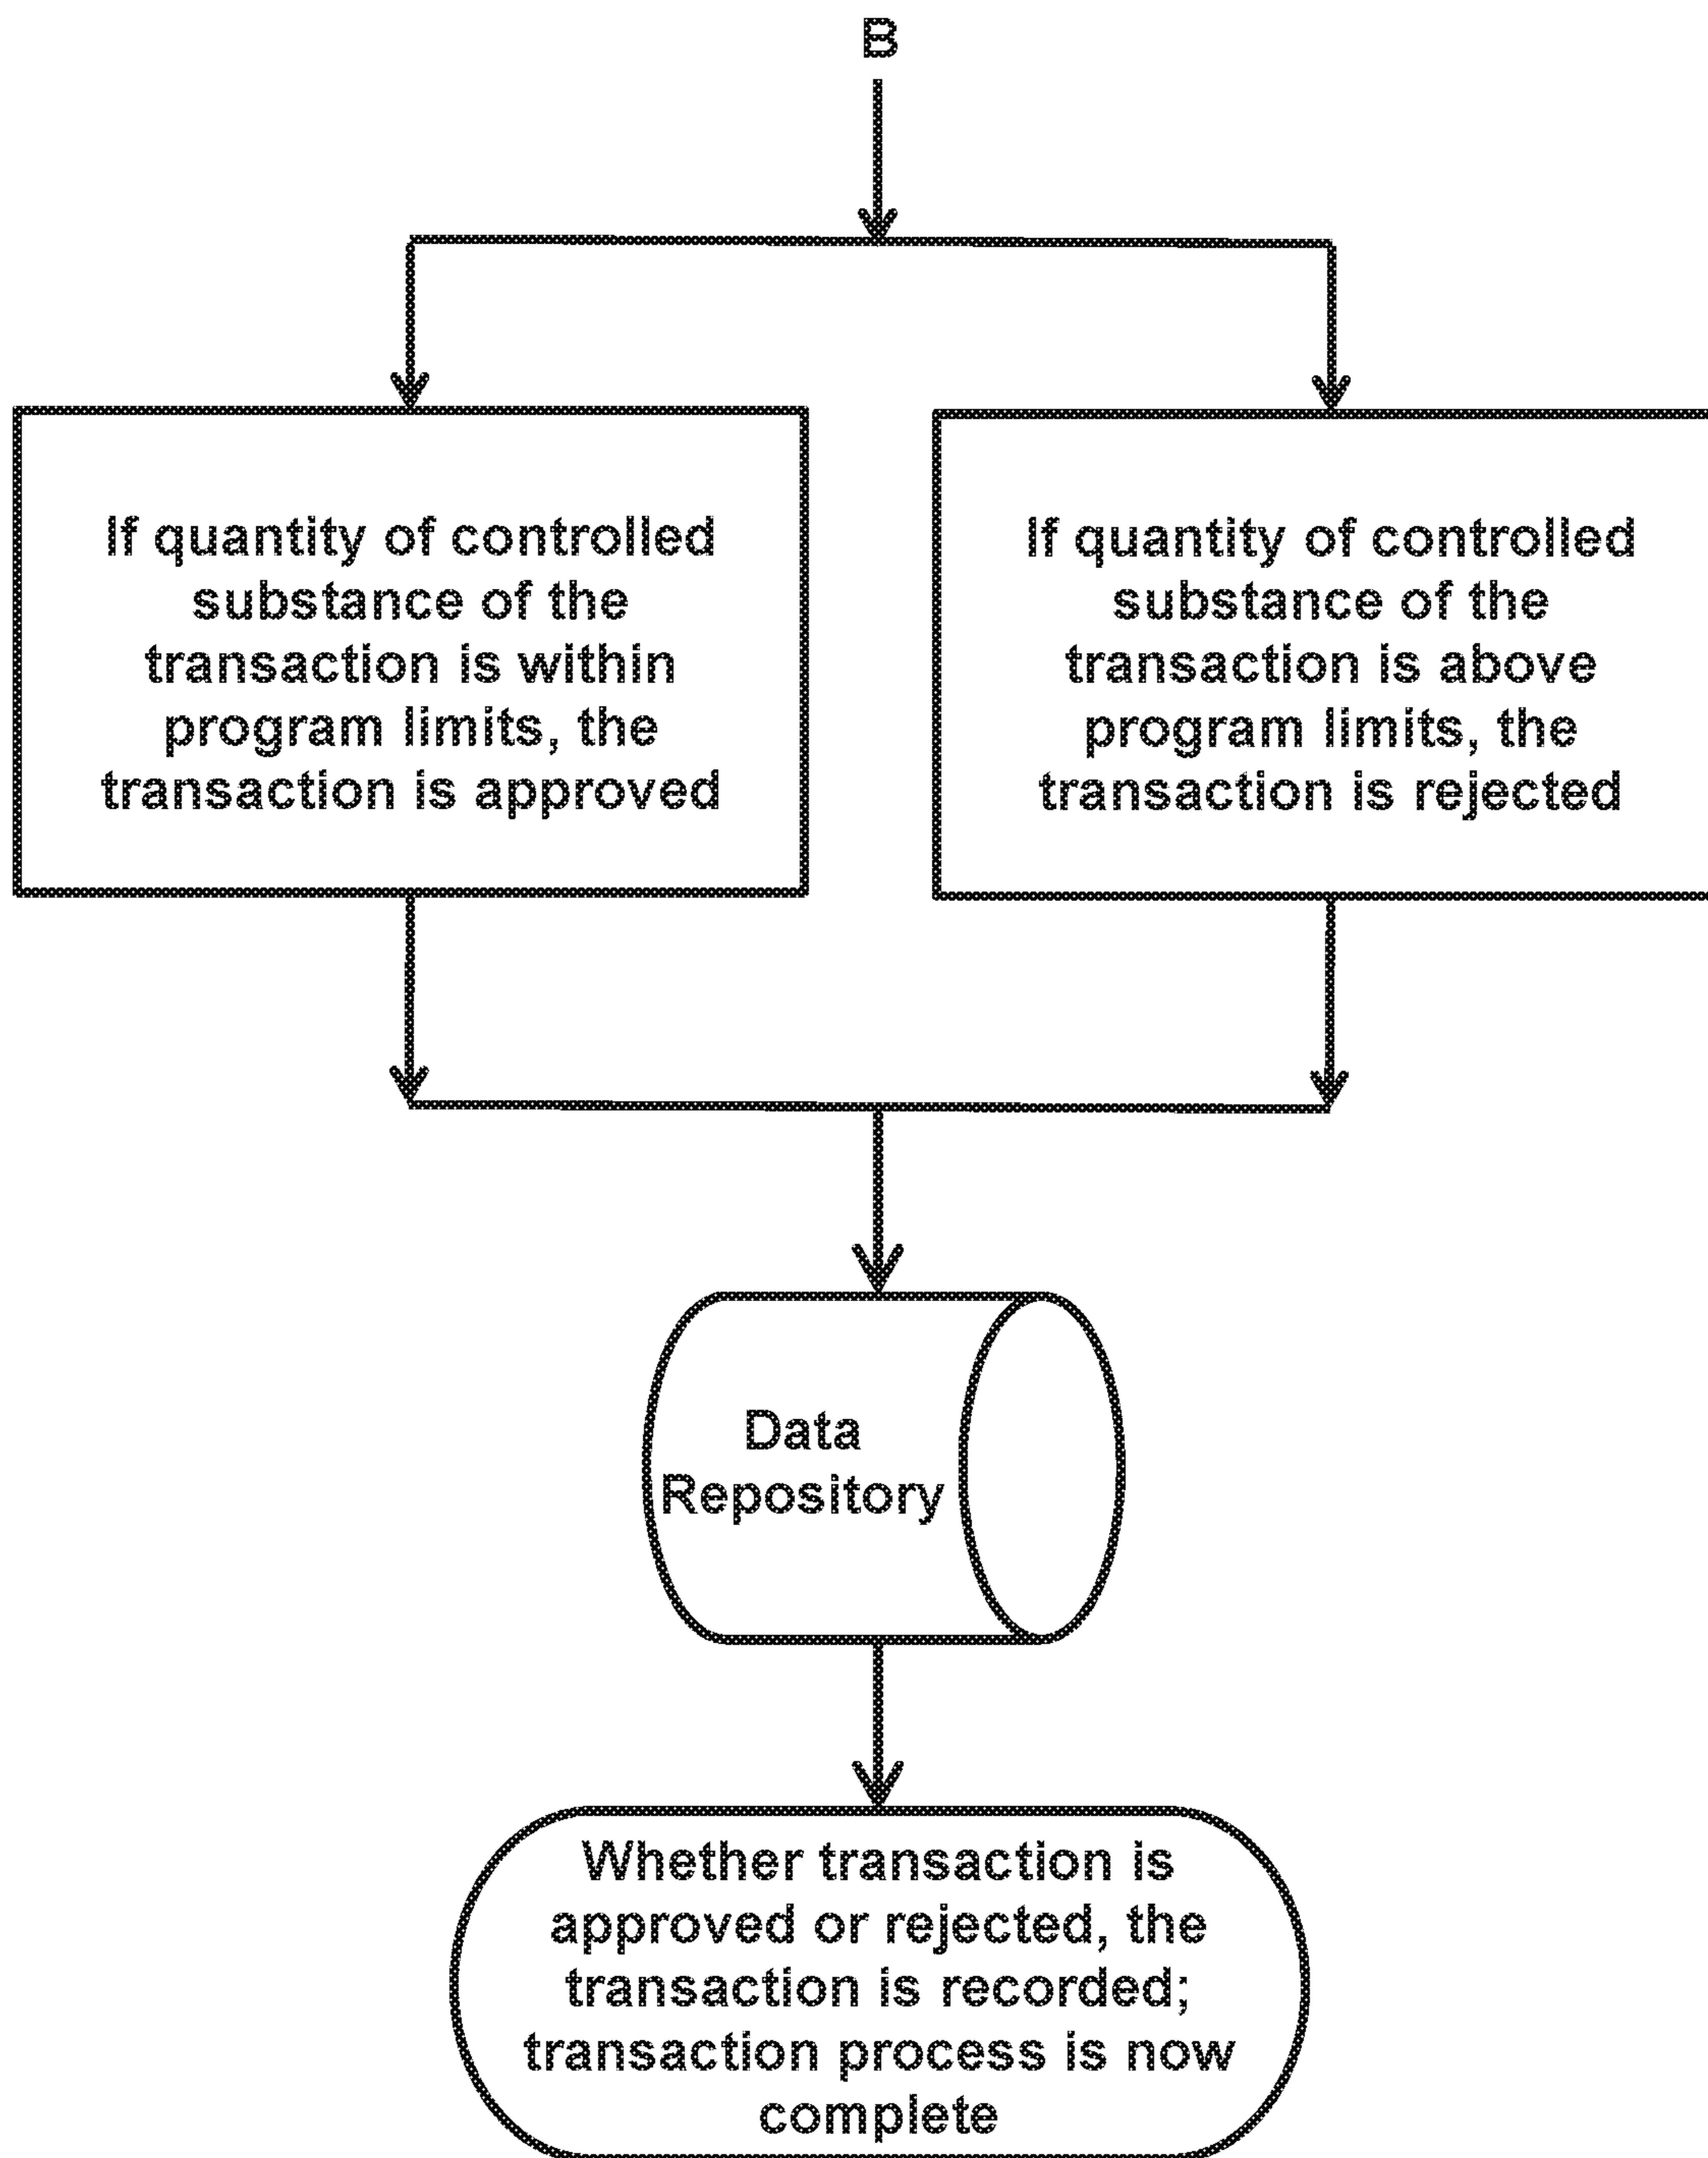 B
If quantity of controlled
substance of the
transaction is within
program limits, the
transaction is approved
If quantity of controlled
substance of the
transaction is above
program limits, the
transaction is rejected
Data
Repository
Whether transaction is
approved or rejected, the
transaction is recorded;
transaction process is now
complete